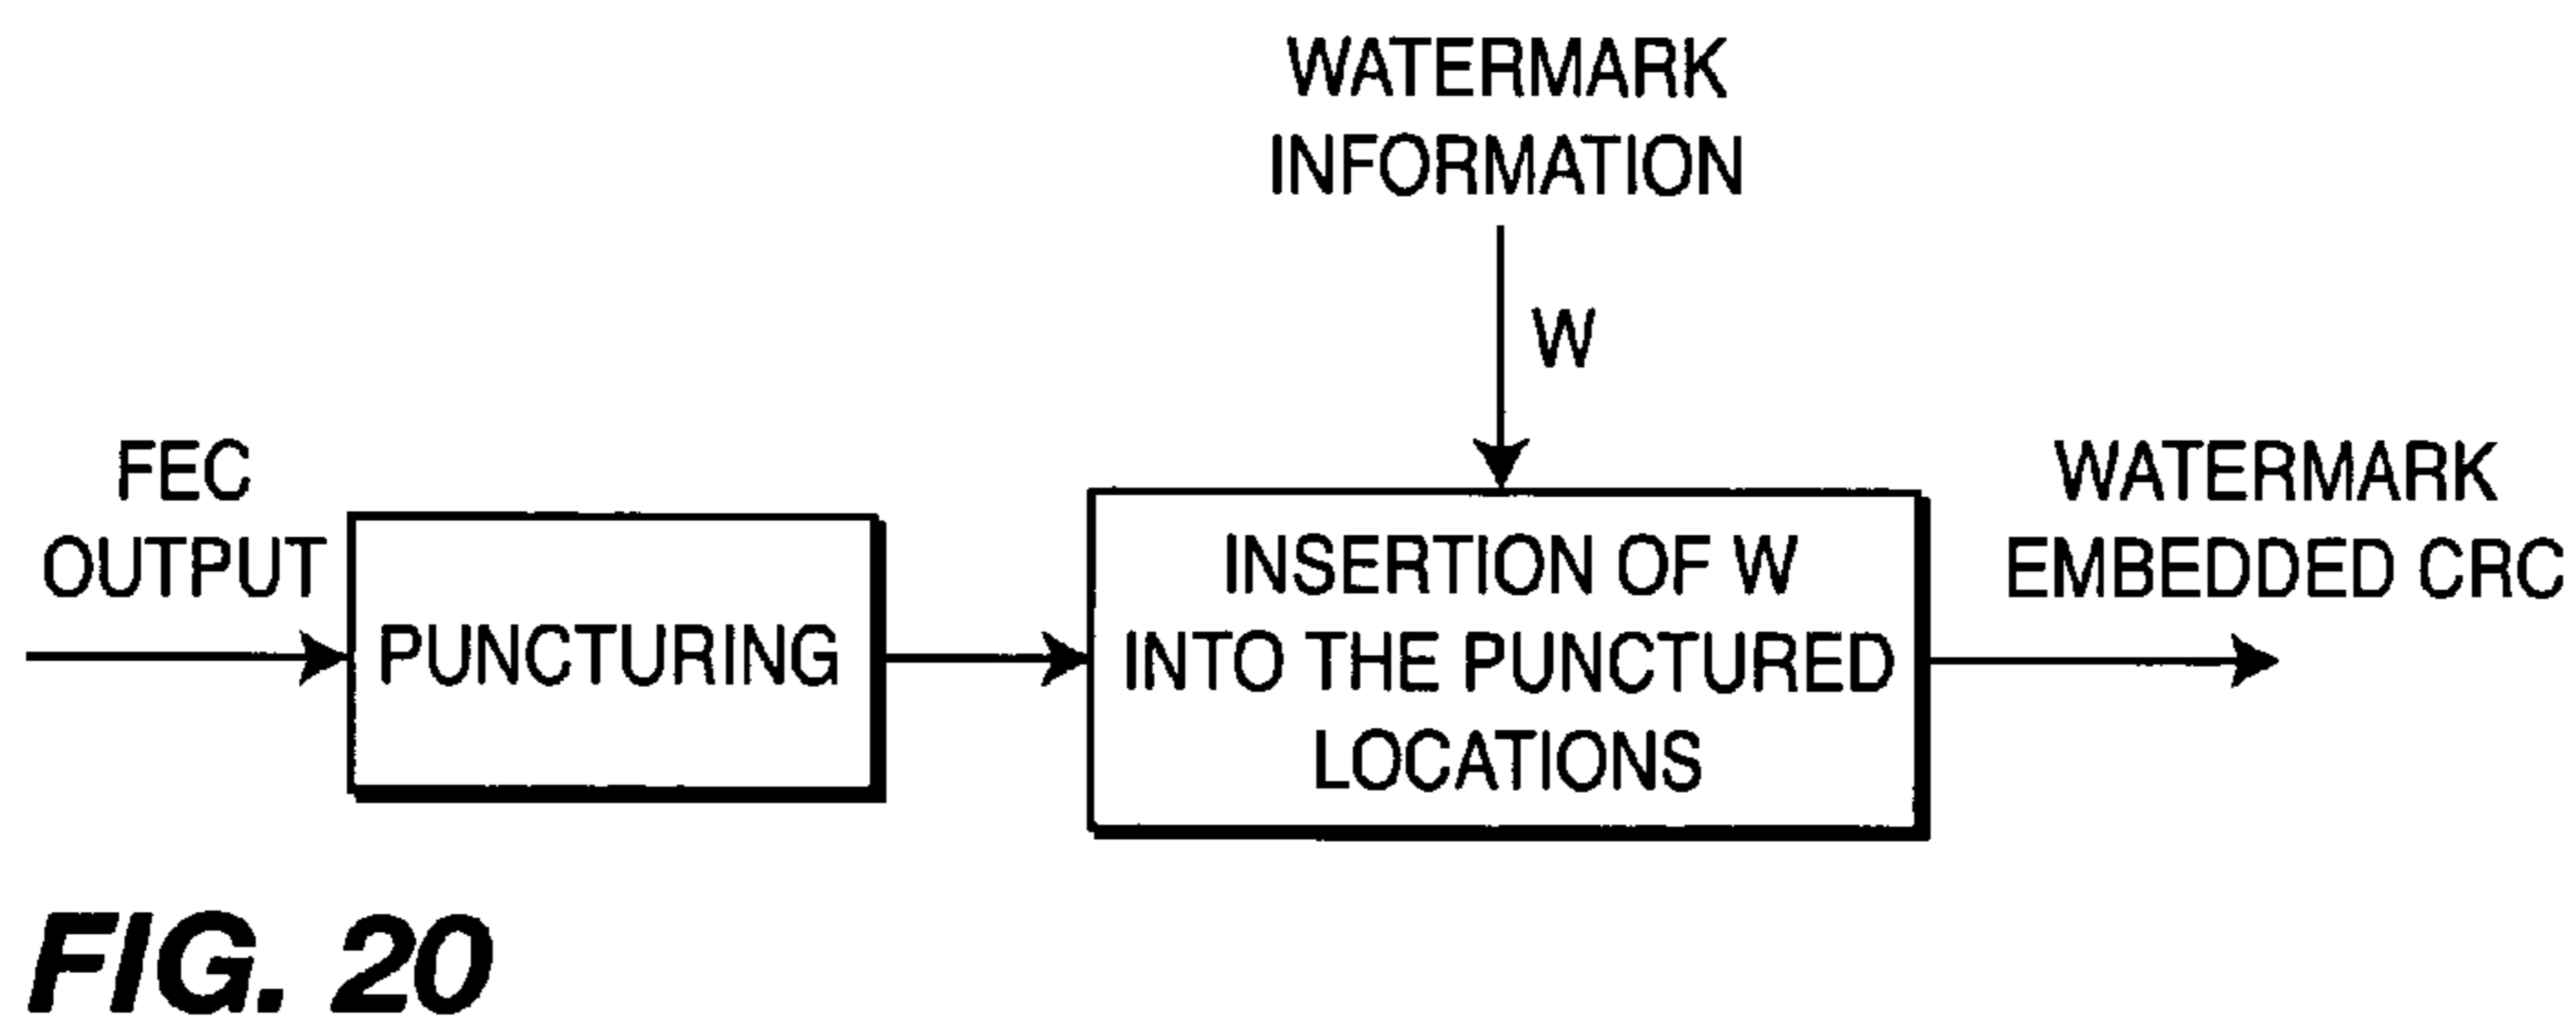 WATERMARK
INFORMATION
W
FEC
OUTPUT
PUNCTURING
INSERTION OF W
INTO THE PUNCTURED
LOCATIONS
WATERMARK
EMBEDDED CRC
FIG. 20